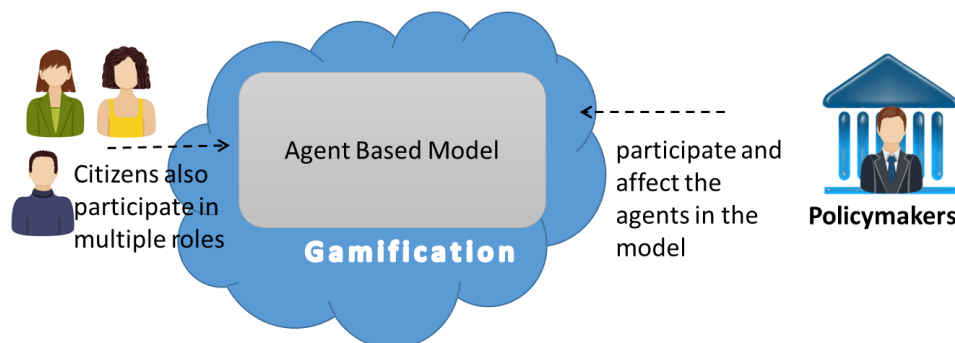 Agent Based Model
Citizens also
participate in
multiple roles
Gamification
participate and
affect the
agents in the
model
Policymakers